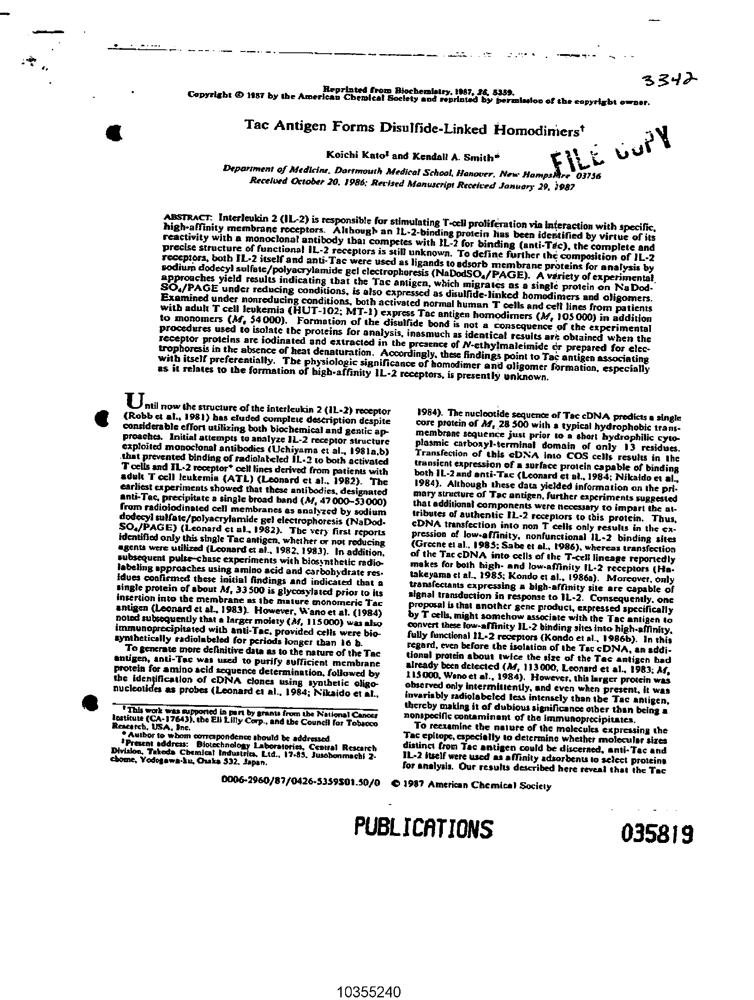 3342
Reprinted from Biochemistry, 1987, 26, 5359.
Copyright © 1987 by the American Chemical Society and reprinted by permission of the copyright owner.
Tac Antigen Forms Disulfide-Linked Homodimers†
FILE COPY
Koichi Kato‡ and Kendall A. Smith*
Department of Medicine, Dartmouth Medical School, Hanover, New Hampshire 03756
Received October 20, 1986; Revised Manuscript Received January 29, 1987
ABSTRACT: Interleukin 2 (IL-2) is responsible for stimulating T-cell proliferation via interaction with specific,
high-affinity membrane receptors. Although an IL-2-binding protein has been identified by virtue of its
reactivity with a monoclonal antibody that competes with IL-2 for binding (anti-Tac), the complete and
precise structure of functional IL-2 receptors is still unknown. To define further the composition of IL-2
receptors, both IL-2 itself and anti-Tac were used as ligands to adsorb membrane proteins for analysis by
sodium dodecyl sulfate/polyacrylamide gel electrophoresis (NaDodSO₄/PAGE). A variety of experimental
approaches yield results indicating that the Tac antigen, which migrates as a single protein on NaDod-
SO₄/PAGE under reducing conditions, is also expressed as disulfide-linked homodimers and oligomers.
Examined under nonreducing conditions, both activated normal human T cells and cell lines from patients
with adult T cell leukemia (HUT-102; MT-1) express Tac antigen homodimers (Mr 105 000) in addition
to monomers (Mr 54 000). Formation of the disulfide bond is not a consequence of the experimental
procedures used to isolate the proteins for analysis, inasmuch as identical results are obtained when the
receptor proteins are iodinated and extracted in the presence of N-ethylmaleimide or prepared for elec-
trophoresis in the absence of heat denaturation. Accordingly, these findings point to Tac antigen associating
with itself preferentially. The physiologic significance of homodimer and oligomer formation, especially
as it relates to the formation of high-affinity IL-2 receptors, is presently unknown.
Until now the structure of the interleukin 2 (IL-2) receptor
(Robb et al., 1981) has eluded complete description despite
considerable effort utilizing both biochemical and genetic ap-
proaches. Initial attempts to analyze IL-2 receptor structure
exploited monoclonal antibodies (Uchiyama et al., 1981a,b)
that prevented binding of radiolabeled IL-2 to both activated
T cells and IL-2 receptor⁺ cell lines derived from patients with
adult T cell leukemia (ATL) (Leonard et al., 1982). The
earliest experiments showed that these antibodies, designated
anti-Tac, precipitate a single broad band (Mr 47 000–53 000)
from radioiodinated cell membranes as analyzed by sodium
dodecyl sulfate/polyacrylamide gel electrophoresis (NaDod-
SO₄/PAGE) (Leonard et al., 1982). The very first reports
identified only this single Tac antigen, whether or not reducing
agents were utilized (Leonard et al., 1982, 1983). In addition,
subsequent pulse-chase experiments with biosynthetic radio-
labeling approaches using amino acid and carbohydrate res-
idues confirmed these initial findings and indicated that a
single protein of about Mr 33 500 is glycosylated prior to its
insertion into the membrane as the mature monomeric Tac
antigen (Leonard et al., 1983). However, Wano et al. (1984)
noted subsequently that a larger moiety (Mr 115 000) was also
immunoprecipitated with anti-Tac, provided cells were bio-
synthetically radiolabeled for periods longer than 16 h.
To generate more definitive data as to the nature of the Tac
antigen, anti-Tac was used to purify sufficient membrane
protein for amino acid sequence determination, followed by
the identification of cDNA clones using synthetic oligo-
nucleotides as probes (Leonard et al., 1984; Nikaido et al.,
† This work was supported in part by grants from the National Cancer
Institute (CA-17643), the Eli Lilly Corp., and the Council for Tobacco
Research, USA, Inc.
* Author to whom correspondence should be addressed.
‡ Present address: Biotechnology Laboratories, Central Research
Division, Takeda Chemical Industries, Ltd., 17-85, Jusohonmachi 2-
chome, Yodogawa-ku, Osaka 532, Japan.
1984). The nucleotide sequence of Tac cDNA predicts a single
core protein of Mr 28 500 with a typical hydrophobic trans-
membrane sequence just prior to a short hydrophilic cyto-
plasmic carboxyl-terminal domain of only 13 residues.
Transfection of this cDNA into COS cells results in the
transient expression of a surface protein capable of binding
both IL-2 and anti-Tac (Leonard et al., 1984; Nikaido et al.,
1984). Although these data yielded information on the pri-
mary structure of Tac antigen, further experiments suggested
that additional components were necessary to impart the at-
tributes of authentic IL-2 receptors to this protein. Thus,
cDNA transfection into non T cells only results in the ex-
pression of low-affinity, nonfunctional IL-2 binding sites
(Greene et al., 1985; Sabe et al., 1986), whereas transfection
of the Tac cDNA into cells of the T-cell lineage reportedly
makes for both high- and low-affinity IL-2 receptors (Ha-
takeyama et al., 1985; Kondo et al., 1986a). Moreover, only
transfectants expressing a high-affinity site are capable of
signal transduction in response to IL-2. Consequently, one
proposal is that another gene product, expressed specifically
by T cells, might somehow associate with the Tac antigen to
convert these low-affinity IL-2 binding sites into high-affinity,
fully functional IL-2 receptors (Kondo et al., 1986b). In this
regard, even before the isolation of the Tac cDNA, an addi-
tional protein about twice the size of the Tac antigen had
already been detected (Mr 113 000, Leonard et al., 1983; Mr
115 000, Wano et al., 1984). However, this larger protein was
observed only intermittently, and even when present, it was
invariably radiolabeled less intensely than the Tac antigen,
thereby making it of dubious significance other than being a
nonspecific contaminant of the immunoprecipitates.
To reexamine the nature of the molecules expressing the
Tac epitope, especially to determine whether molecular sizes
distinct from Tac antigen could be discerned, anti-Tac and
IL-2 itself were used as affinity adsorbents to select proteins
for analysis. Our results described here reveal that the Tac
0006-2960/87/0426-5359$01.50/0 © 1987 American Chemical Society
PUBLICATIONS
035819
10355240